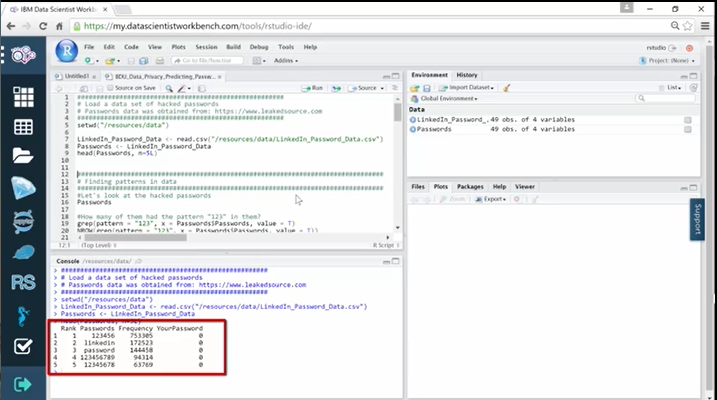 IBM Data Scientist Workb
https://my.datascientistworkbench.com/tools/rstudio-ide/
File Edit Code View Plots Session Build Debug Tools Help
rstudio
Go to file/function
Addins
Project: (None)
Untitled1
IBDU_Data_Privacy_Predicting_Passw
Source on Save
Run
Source
1 ####################################################
2 # Load a data set of hacked passwords
3 # Passwords data was obtained from: https://www.leakedsource.com
4 ####################################################
5 setwd("/resources/data")
6
7 LinkedIn_Password_Data <- read.csv("/resources/data/LinkedIn_Password_Data.csv")
8 Passwords <- LinkedIn_Password_Data
9 head(Passwords, n=5L)
10
11
12 ####################################################
13 # Finding patterns in data
14 ####################################################
15 #Let's look at the hacked passwords
16 Passwords
17
18 #How many of them had the pattern "123" in them?
19 grep(pattern = "123", x = Passwords$Passwords, value = T)
20 NROW(grep(pattern = "123", x = Passwords$Passwords, value = T))
21
12:1 (Top Level) R Script
Console /resources/data/
> ####################################################
> # Load a data set of hacked passwords
> # Passwords data was obtained from: https://www.leakedsource.com
> ####################################################
> setwd("/resources/data")
> LinkedIn_Password_Data <- read.csv("/resources/data/LinkedIn_Password_Data.csv")
> Passwords <- LinkedIn_Password_Data
Rank Passwords Frequency YourPassword
1 1 123456 753305 0
2 2 linkedin 172523 0
3 3 password 144458 0
4 4 123456789 94314 0
5 5 12345678 63769 0
Environment History
Import Dataset
List
Global Environment
Data
LinkedIn_Password_. 49 obs. of 4 variables
Passwords 49 obs. of 4 variables
Files Plots Packages Help Viewer
Export
Support
RS